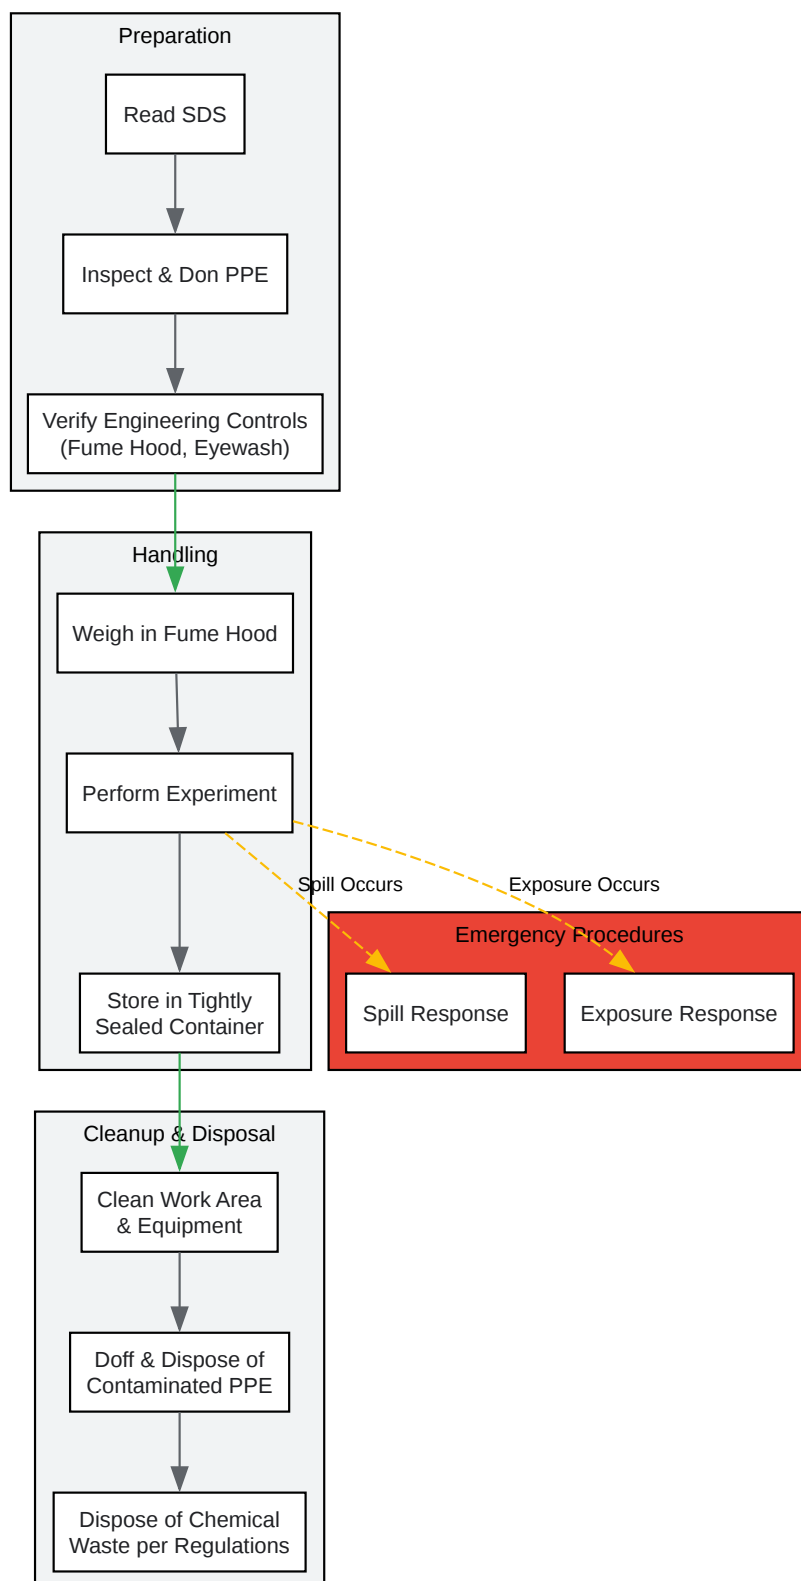 Preparation
Read SDS
Inspect & Don PPE
Verify Engineering Controls
(Fume Hood, Eyewash)
Handling
Weigh in Fume Hood
Perform Experiment
Spill Occurs
Exposure Occurs
Emergency Procedures
Store in Tightly
Sealed Container
Spill Response
Exposure Response
Cleanup & Disposal
Clean Work Area
& Equipment
Doff & Dispose of
Contaminated PPE
Dispose of Chemical
Waste per Regulations